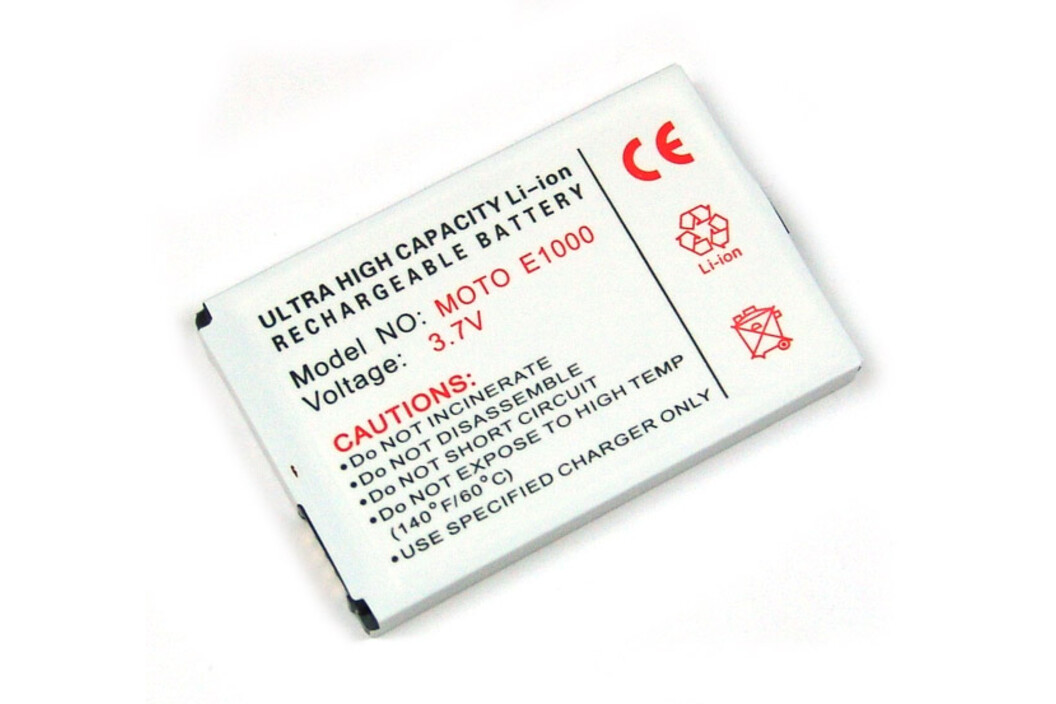 ULTRA HIGH CAPACITY Li-ion
RECHARGEABLE BATTERY
Model NO: MOTO E1000
Voltage: 3.7V
CAUTIONS:
•Do NOT INCINERATE
•Do NOT DISASSEMBLE
•Do NOT SHORT CIRCUIT
•Do NOT EXPOSE TO HIGH TEMP
(140°F/60°C)
•USE SPECIFIED CHARGER ONLY
CE
Li-ion